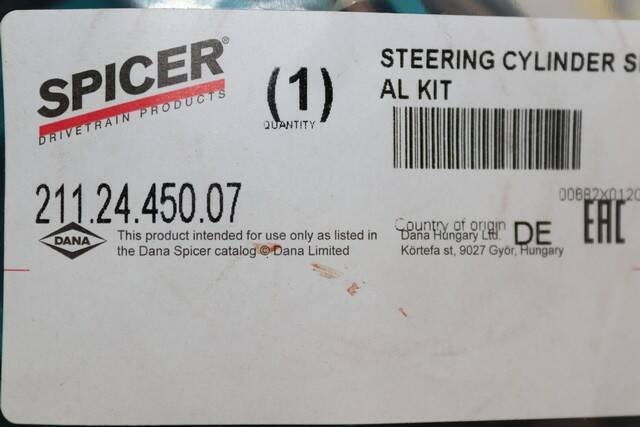 SPICER®
DRIVETRAIN PRODUCTS
(1)
QUANTITY
STEERING CYLINDER S
AL KIT
00682X0120
211.24.450.07
DANA
This product intended for use only as listed in
the Dana Spicer catalog © Dana Limited
Country of origin DE
Dana Hungary Ltd.
Körtefa st, 9027 Győr, Hungary
EAC